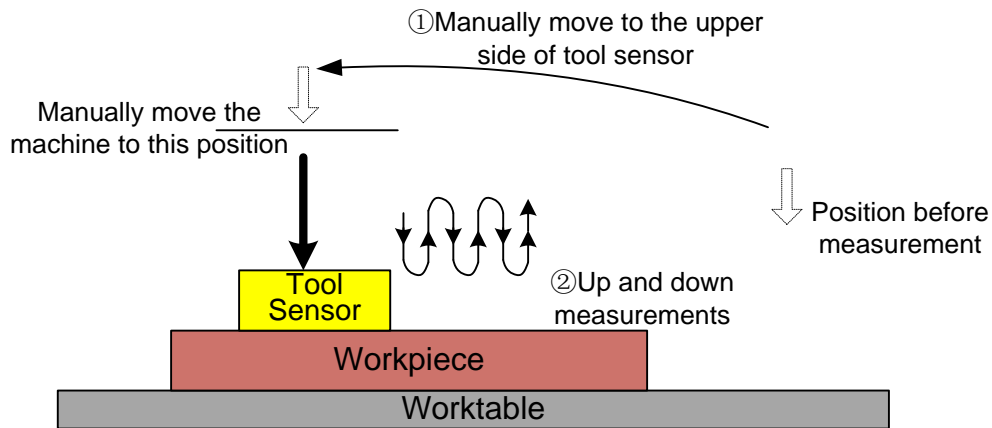 ①Manually move to the upper
side of tool sensor
Manually move the
machine to this position
Position before
measurement
②Up and down
measurements
Tool
Sensor
Workpiece
Worktable